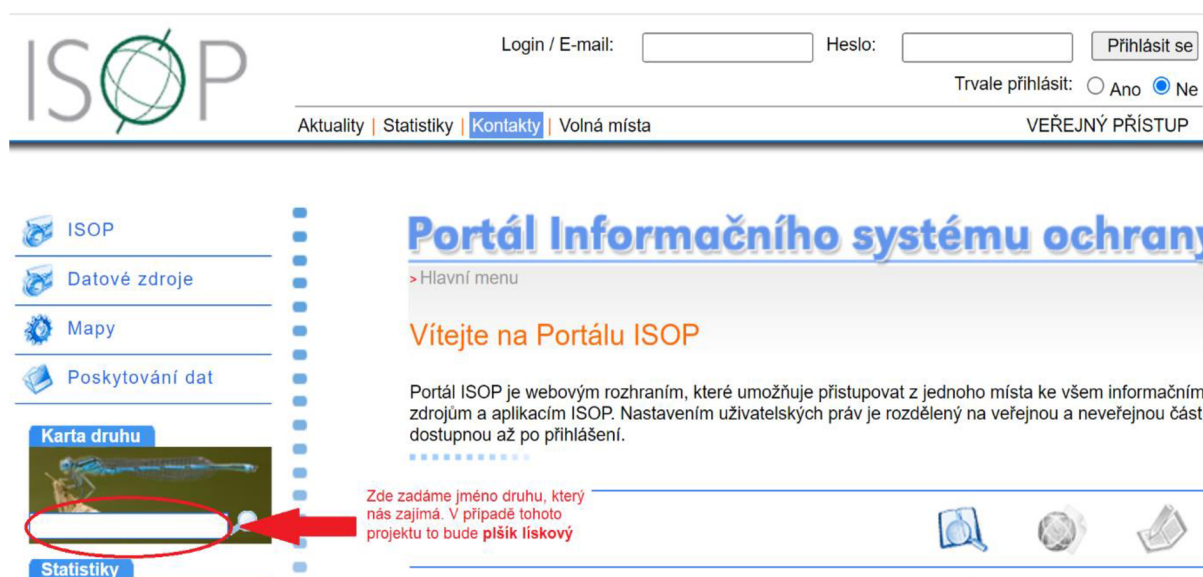 ISOP
Login / E-mail: Heslo: Přihlásit se
Trvale přihlásit: Ano Ne
Aktuality | Statistiky | Kontakty | Volná místa VEŘEJNÝ PŘÍSTUP
ISOP
Datové zdroje
Mapy
Poskytování dat
Karta druhu
Statistiky
Portál Informačního systému ochrany
> Hlavní menu
Vítejte na Portálu ISOP
Portál ISOP je webovým rozhraním, které umožňuje přistupovat z jednoho místa ke všem informačním
zdrojům a aplikacím ISOP. Nastavením uživatelských práv je rozdělený na veřejnou a neveřejnou část
dostupnou až po přihlášení.
Zde zadáme jméno druhu, který
nás zajímá. V případě tohoto
projektu to bude plšík lískový